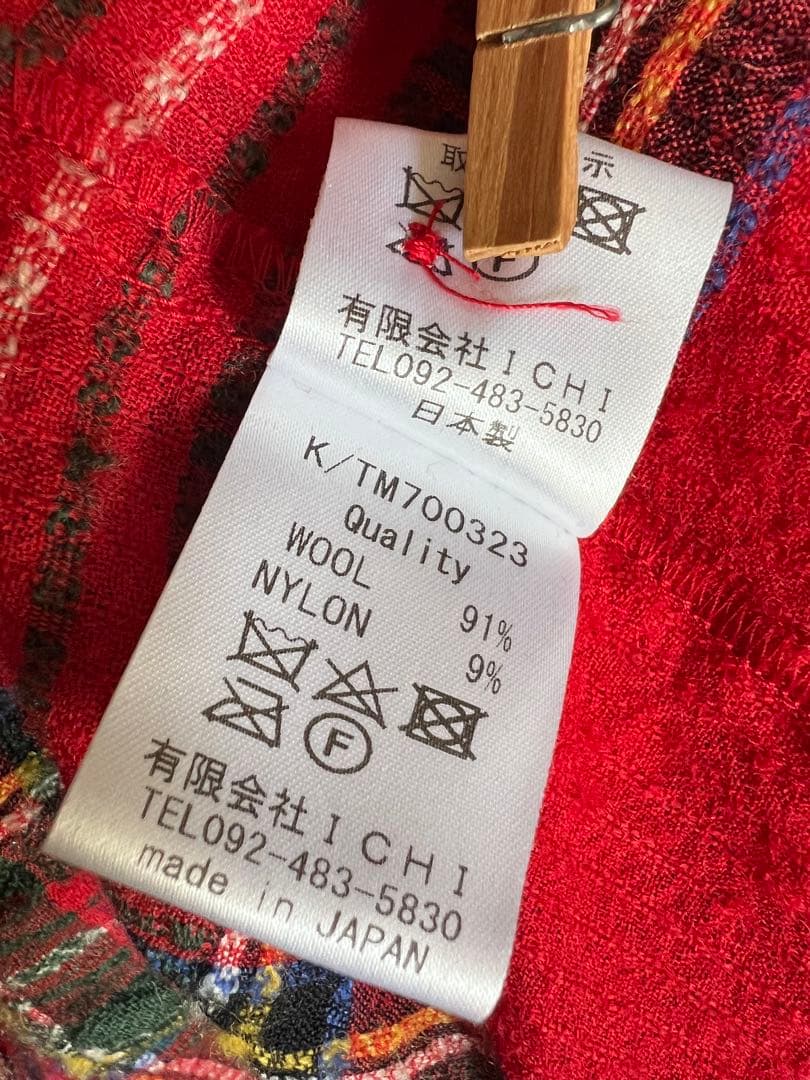 取 示
F
有限会社ICHI
TEL092-483-5830
日本製
K/TM700323
Quality
WOOL 91%
NYLON 9%
F
有限会社ICHI
TEL092-483-5830
made in JAPAN